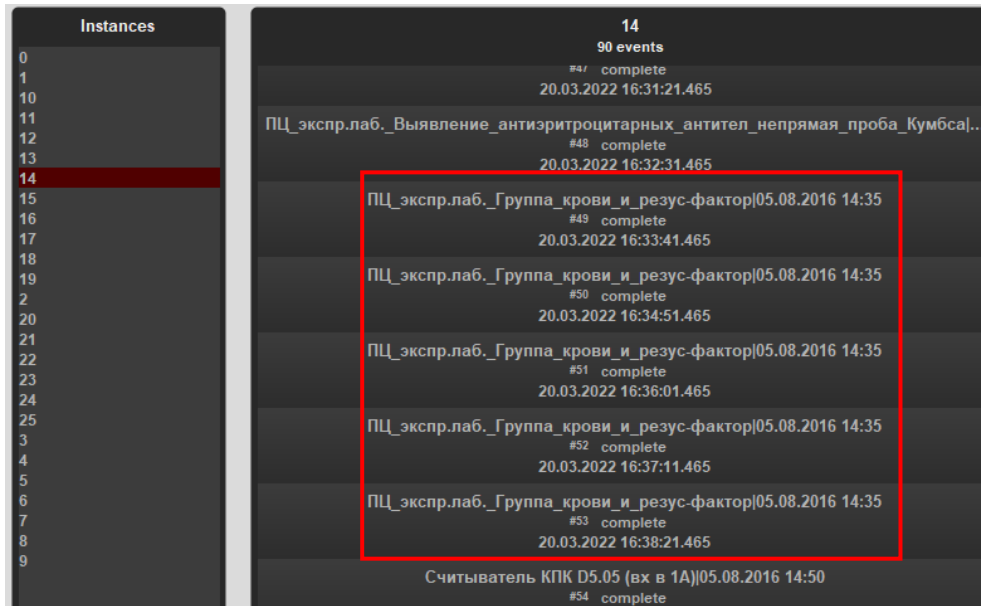 Instances
0
1
10
11
12
13
14
15
16
17
18
19
2
20
21
22
23
24
25
3
4
5
6
7
8
9
14
90 events
#47 complete
20.03.2022 16:31:21.465
ПЦ_экспр.лаб._Выявление_антиэритроцитарных_антител_непрямая_проба_Кумбса|..
#48 complete
20.03.2022 16:32:31.465
ПЦ_экспр.лаб._Группа_крови_и_резус-фактор|05.08.2016 14:35
#49 complete
20.03.2022 16:33:41.465
ПЦ_экспр.лаб._Группа_крови_и_резус-фактор|05.08.2016 14:35
#50 complete
20.03.2022 16:34:51.465
ПЦ_экспр.лаб._Группа_крови_и_резус-фактор|05.08.2016 14:35
#51 complete
20.03.2022 16:36:01.465
ПЦ_экспр.лаб._Группа_крови_и_резус-фактор|05.08.2016 14:35
#52 complete
20.03.2022 16:37:11.465
ПЦ_экспр.лаб._Группа_крови_и_резус-фактор|05.08.2016 14:35
#53 complete
20.03.2022 16:38:21.465
Считыватель КПК D5.05 (вх в 1А)|05.08.2016 14:50
#54 complete